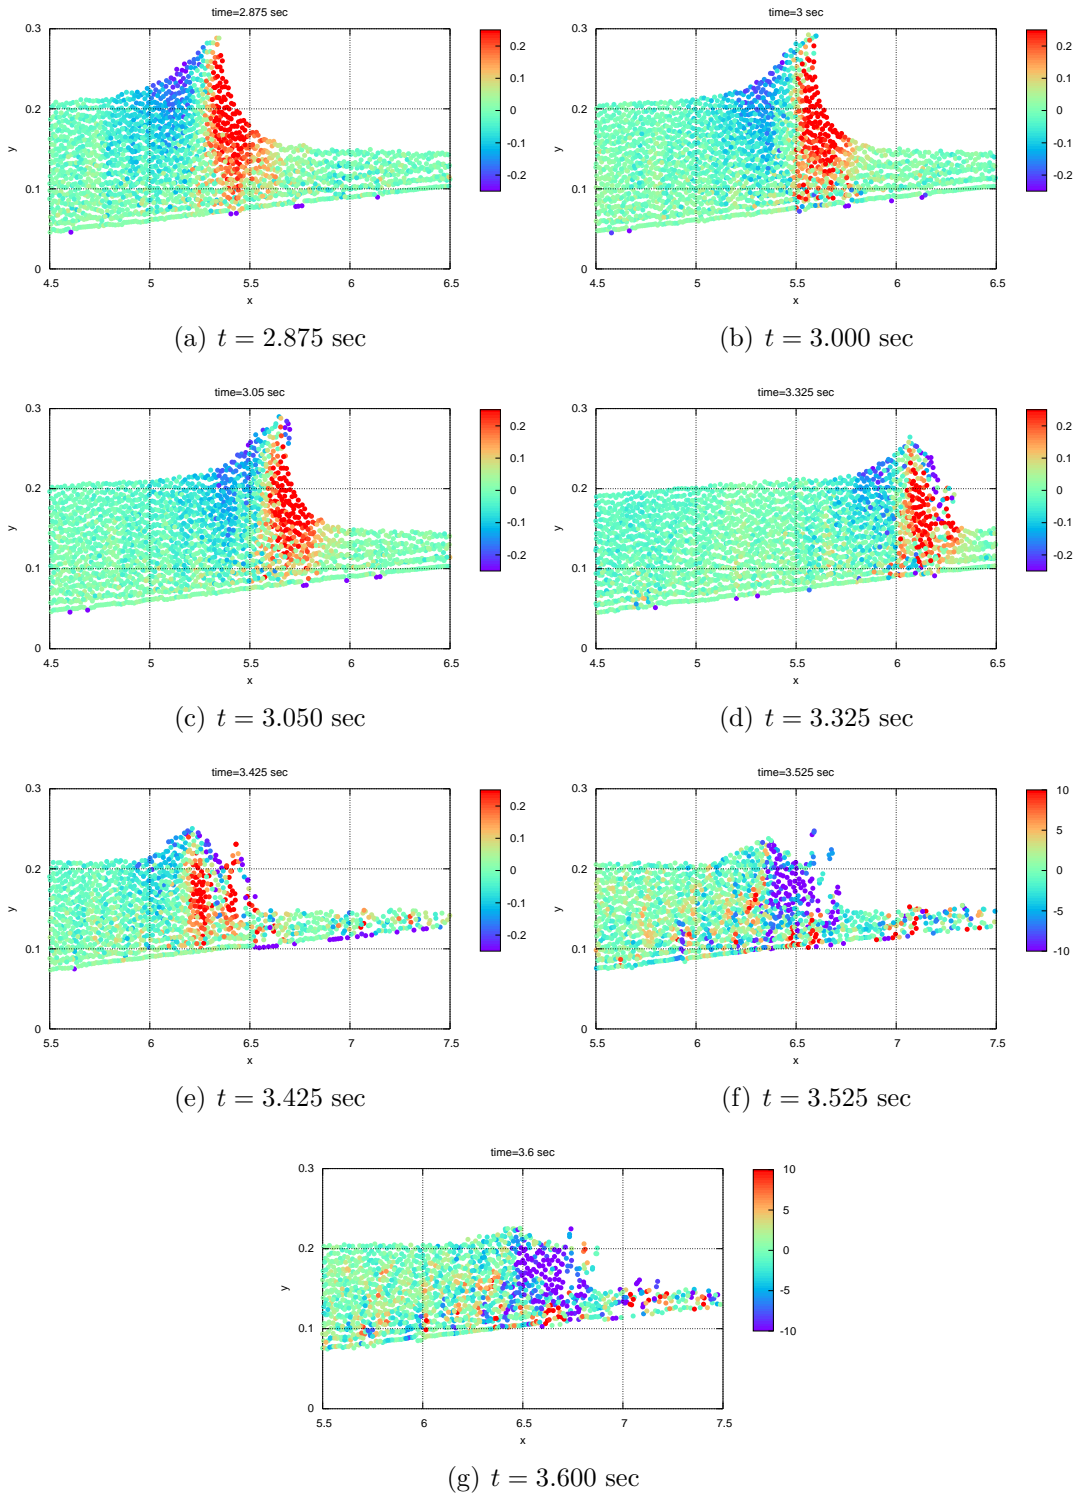 time=2.875 sec
0.3
0.2
0.1
0
y
4.5 5 5.5 6 6.5
x
0.2
0.1
0
-0.1
-0.2
(a) t = 2.875 sec
time=3 sec
0.3
0.2
0.1
0
y
4.5 5 5.5 6 6.5
x
0.2
0.1
0
-0.1
-0.2
(b) t = 3.000 sec
time=3.05 sec
0.3
0.2
0.1
0
y
4.5 5 5.5 6 6.5
x
0.2
0.1
0
-0.1
-0.2
(c) t = 3.050 sec
time=3.325 sec
0.3
0.2
0.1
0
y
4.5 5 5.5 6 6.5
x
0.2
0.1
0
-0.1
-0.2
(d) t = 3.325 sec
time=3.425 sec
0.3
0.2
0.1
0
y
5.5 6 6.5 7 7.5
x
0.2
0.1
0
-0.1
-0.2
(e) t = 3.425 sec
time=3.525 sec
0.3
0.2
0.1
0
y
5.5 6 6.5 7 7.5
x
10
5
0
-5
-10
(f) t = 3.525 sec
time=3.6 sec
0.3
0.2
0.1
0
y
5.5 6 6.5 7 7.5
x
10
5
0
-5
-10
(g) t = 3.600 sec